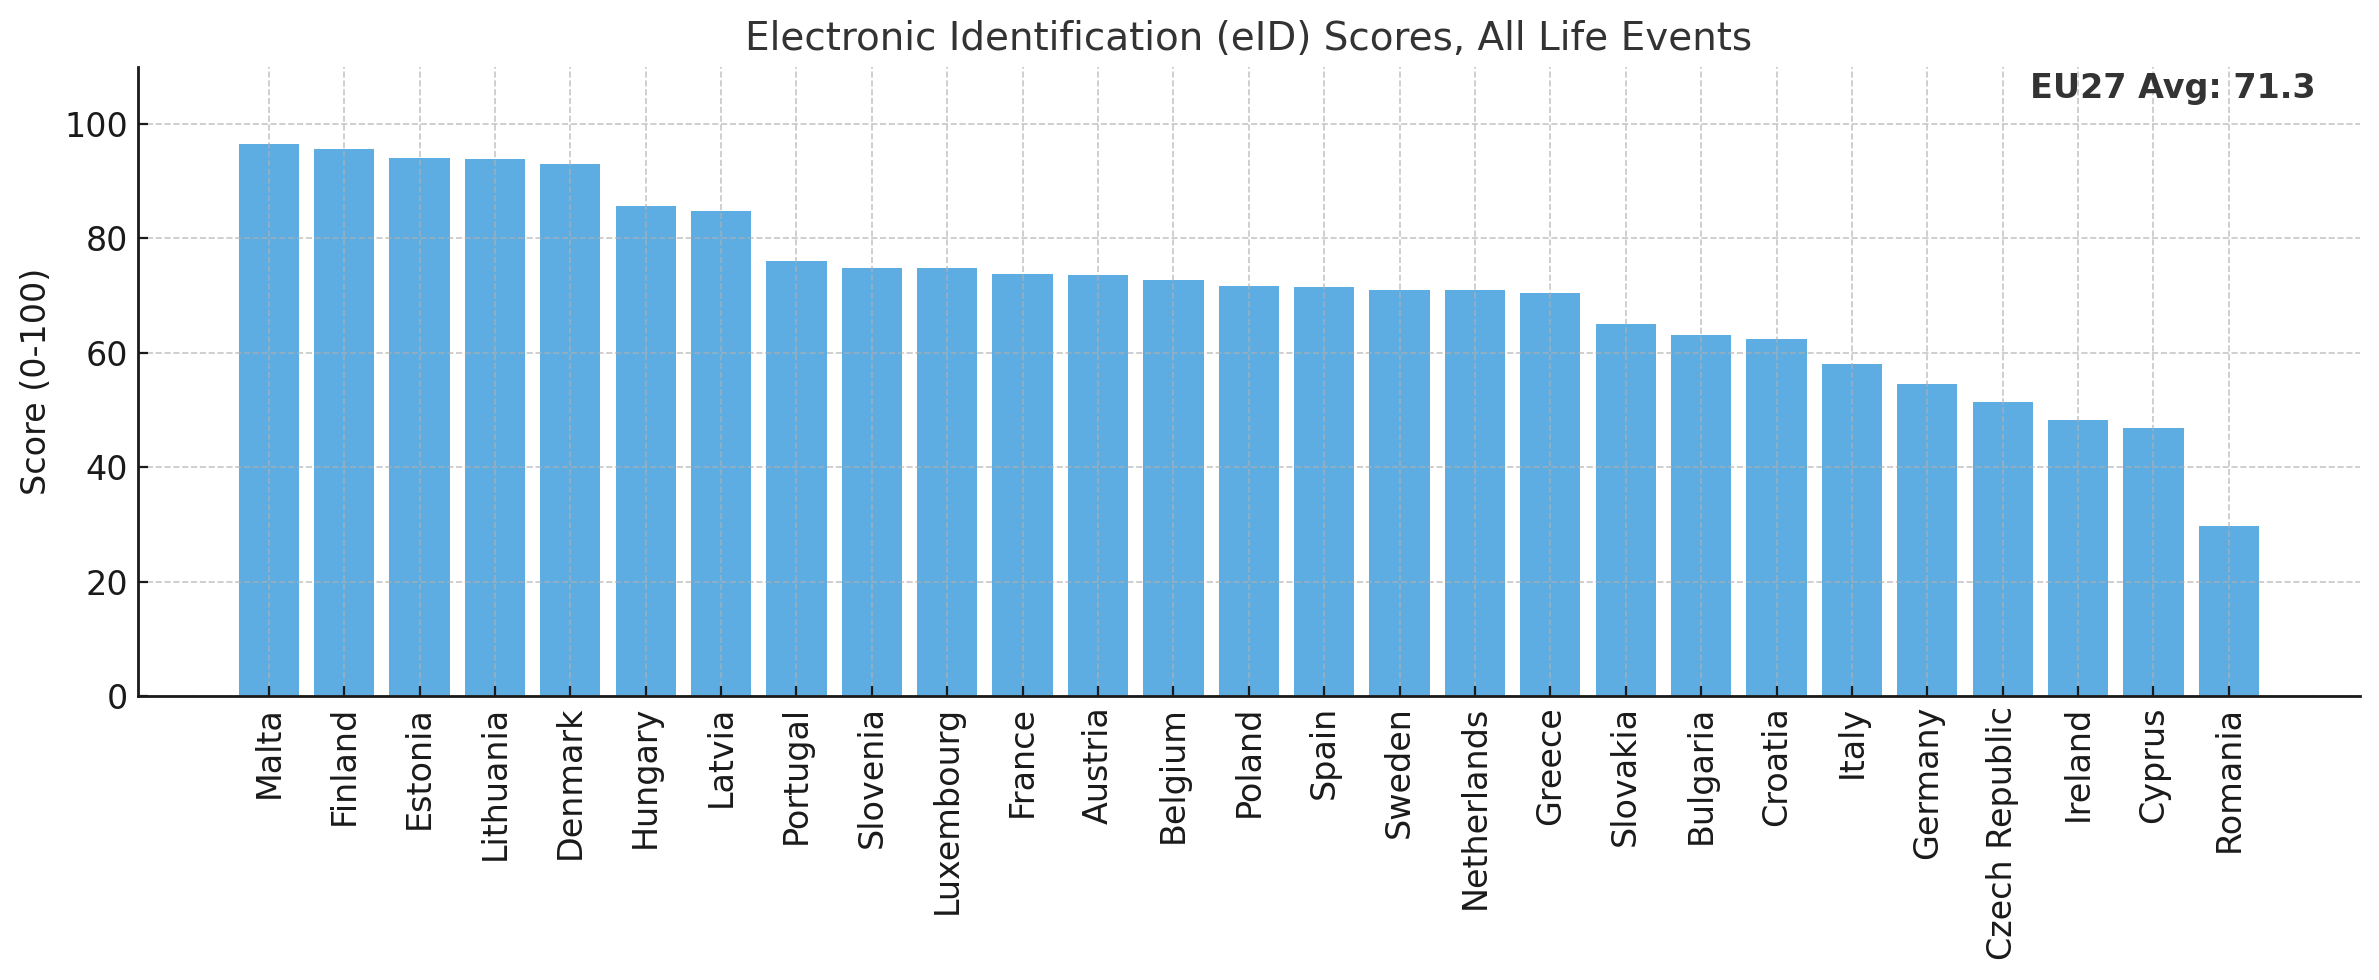 Electronic Identification (eID) Scores, All Life Events
EU27 Avg: 71.3
Score (0-100)
100
80
60
40
20
0
Malta
Finland
Estonia
Lithuania
Denmark
Hungary
Latvia
Portugal
Slovenia
Luxembourg
France
Austria
Belgium
Poland
Spain
Sweden
Netherlands
Greece
Slovakia
Bulgaria
Croatia
Italy
Germany
Czech Republic
Ireland
Cyprus
Romania